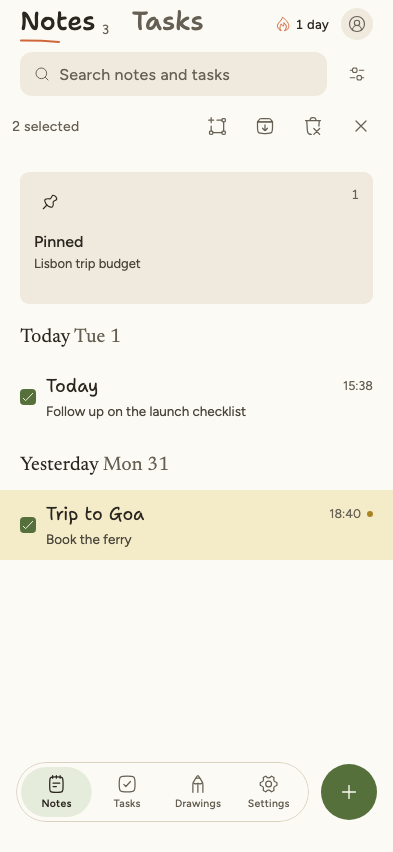 Notes 3 Tasks 1 day
Search notes and tasks
2 selected
1
Pinned
Lisbon trip budget
Today Tue 1
Today 15:38
Follow up on the launch checklist
Yesterday Mon 31
Trip to Goa 18:40
Book the ferry
Notes Tasks Drawings Settings